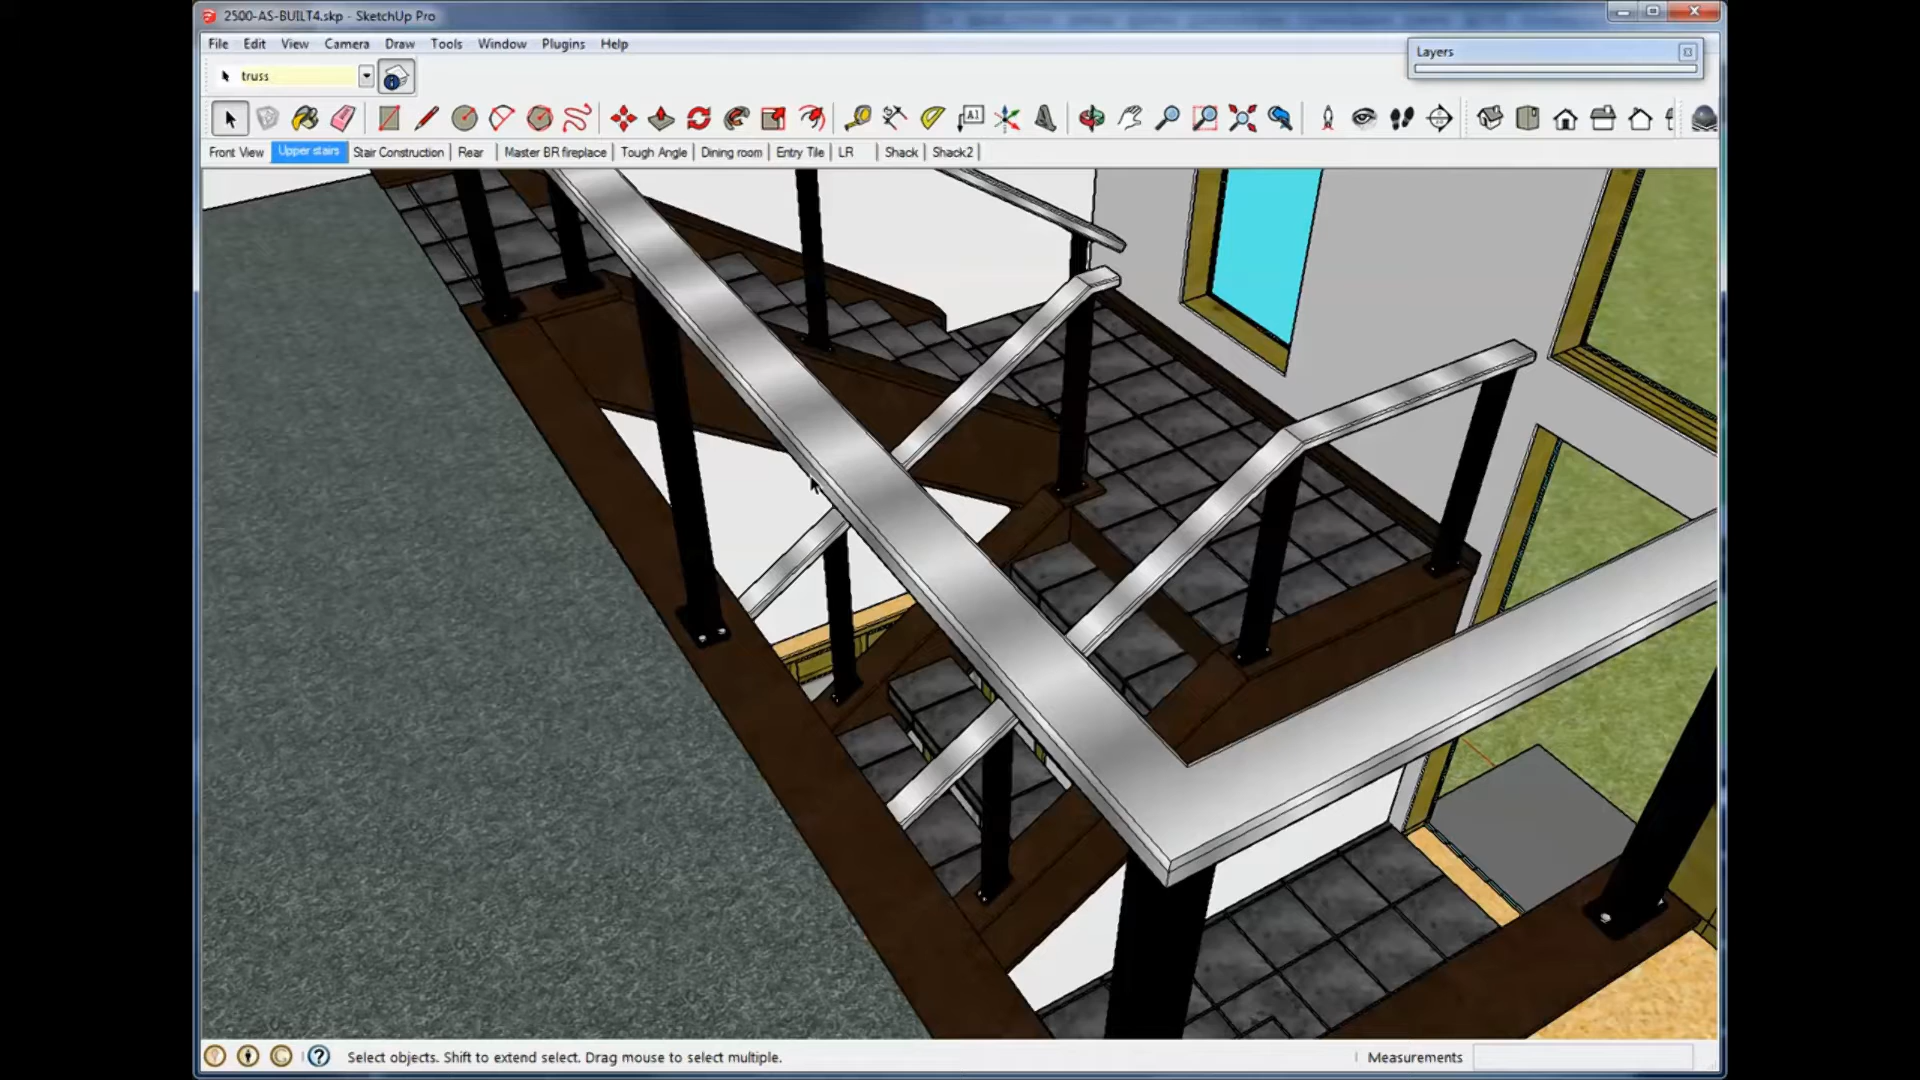 2500-AS-BUILT4.skp - SketchUp Pro
File Edit View Camera Draw Tools Window Plugins Help
Layers
truss
A1
Front View Upper stairs Stair Construction Rear Master BR fireplace Tough Angle Dining room Entry Tile LR Shack Shack2
Select objects. Shift to extend select. Drag mouse to select multiple.
Measurements